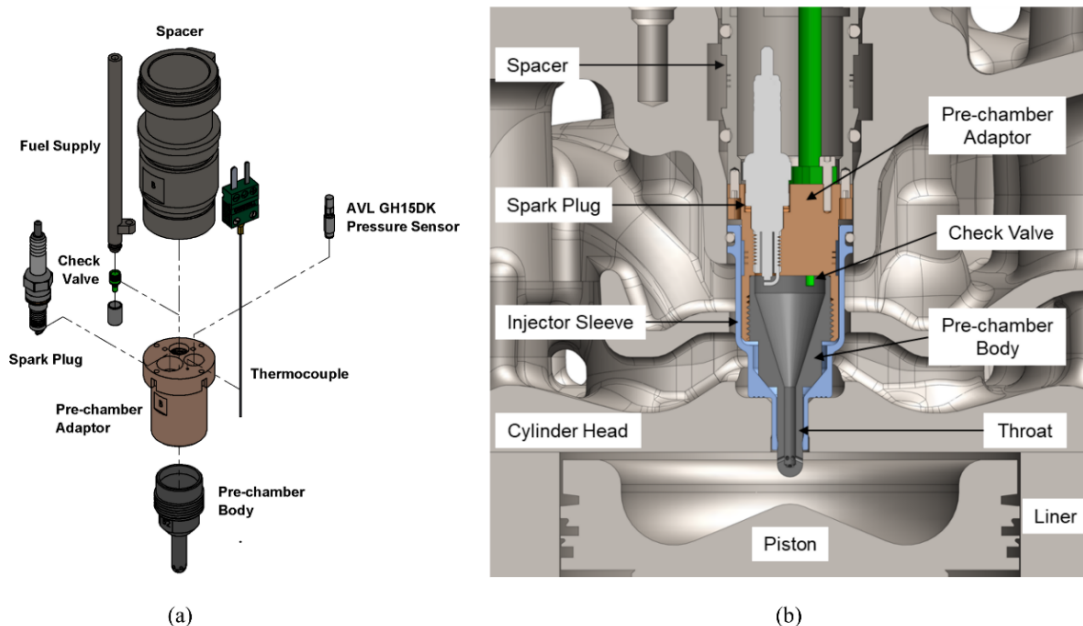 Spacer
Fuel Supply
AVL GH15DK
Pressure Sensor
Check
Valve
Spark Plug
Thermocouple
Pre-chamber
Adaptor
Pre-chamber
Body
(a)
Spacer
Pre-chamber
Adaptor
Spark Plug
Check Valve
Injector Sleeve
Pre-chamber
Body
Cylinder Head
Throat
Liner
Piston
(b)